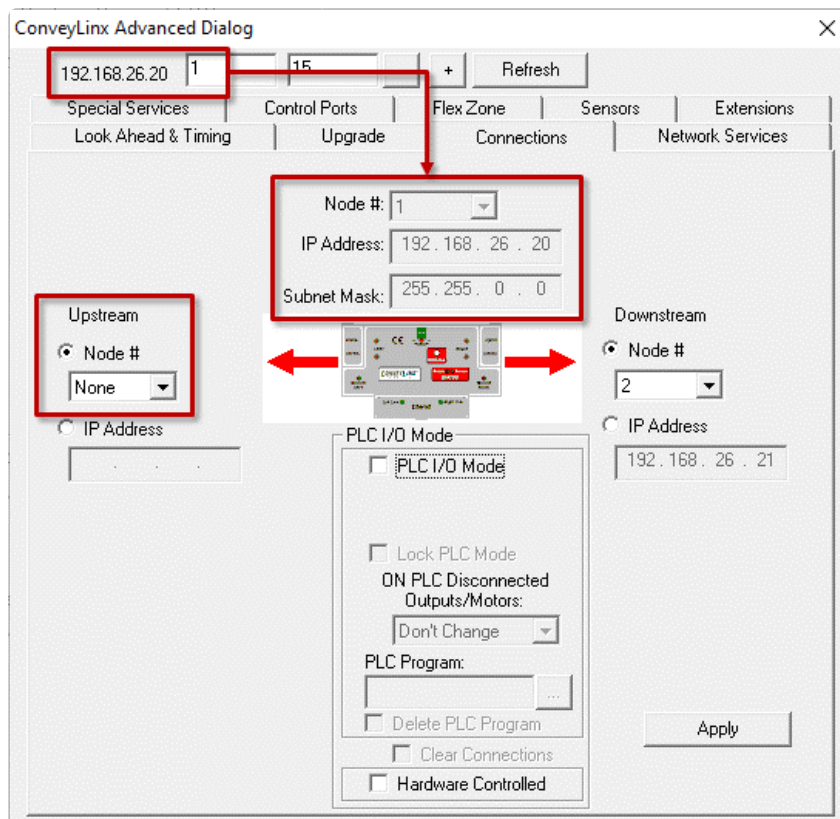 ConveyLinx Advanced Dialog
192.168.26.20 1 15 + Refresh
Special Services Control Ports Flex Zone Sensors Extensions
Look Ahead & Timing Upgrade Connections Network Services
Node #: 1
IP Address: 192 . 168 . 26 . 20
Subnet Mask: 255 . 255 . 0 . 0
Upstream
Node #
None
IP Address
. . .
Downstream
Node #
2
IP Address
192 . 168 . 26 . 21
PLC I/O Mode
PLC I/O Mode
Lock PLC Mode
ON PLC Disconnected
Outputs/Motors:
Don't Change
PLC Program:
...
Delete PLC Program
Clear Connections
Hardware Controlled
Apply